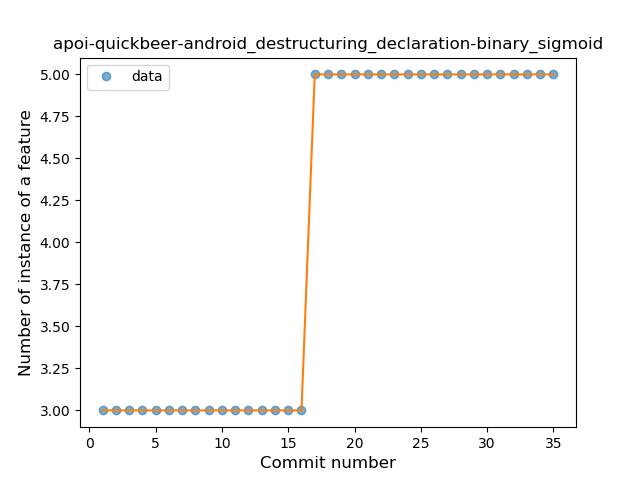 apoi-quickbeer-android_destructuring_declaration-binary_sigmoid
data
5.00
4.75
4.50
4.25
4.00
3.75
3.50
3.25
3.00
Number of instance of a feature
0 5 10 15 20 25 30 35
Commit number